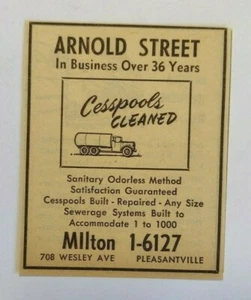 ARNOLD STREET
In Business Over 36 Years
Cesspools
CLEANED
Sanitary Odorless Method
Satisfaction Guaranteed
Cesspools Built - Repaired - Any Size
Sewerage Systems Built to
Accommodate 1 to 1000
MIlton 1-6127
708 WESLEY AVE PLEASANTVILLE